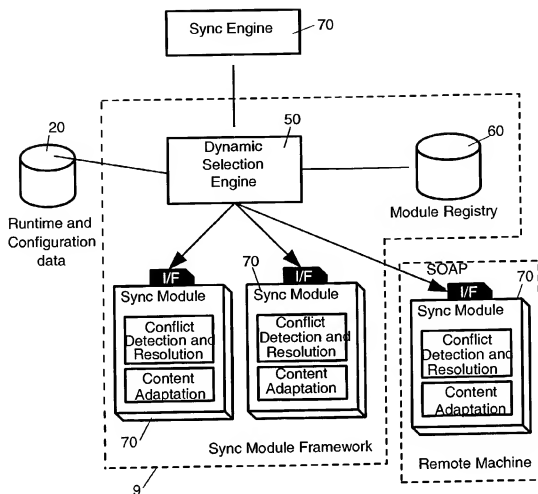 Sync Engine
70
20
50
60
Dynamic
Selection
Engine
Runtime and
Configuration
data
Module Registry
I/F
I/F
SOAP
I/F
70
70
Sync Module
Sync Module
Sync Module
Conflict
Detection and
Resolution
Conflict
Detection and
Resolution
Conflict
Detection and
Resolution
Content
Adaptation
Content
Adaptation
Content
Adaptation
70
Sync Module Framework
Remote Machine
9